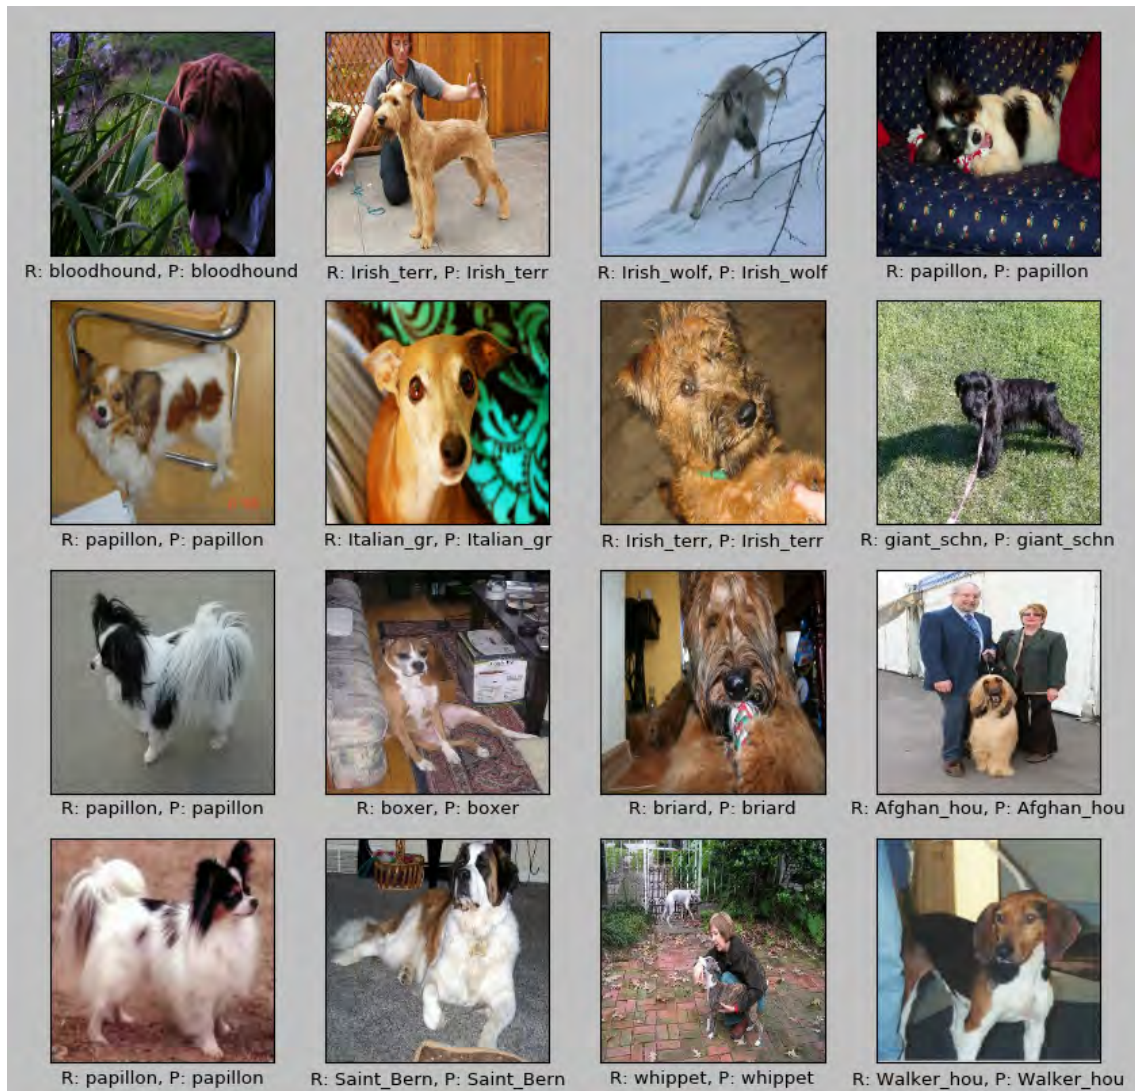 R: bloodhound, P: bloodhound
R: Irish_terr, P: Irish_terr
R: Irish_wolf, P: Irish_wolf
R: papillon, P: papillon
R: papillon, P: papillon
R: Italian_gr, P: Italian_gr
R: Irish_terr, P: Irish_terr
R: giant_schn, P: giant_schn
R: papillon, P: papillon
R: boxer, P: boxer
R: briard, P: briard
R: Afghan_hou, P: Afghan_hou
R: papillon, P: papillon
R: Saint_Bern, P: Saint_Bern
R: whippet, P: whippet
R: Walker_hou, P: Walker_hou